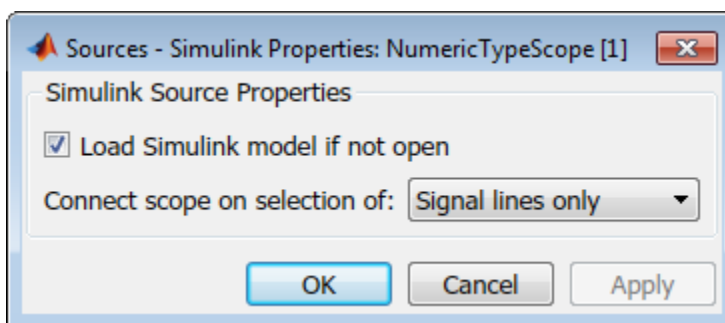 Sources - Simulink Properties: NumericTypeScope [1]
Simulink Source Properties
Load Simulink model if not open
Connect scope on selection of: Signal lines only
OK Cancel Apply